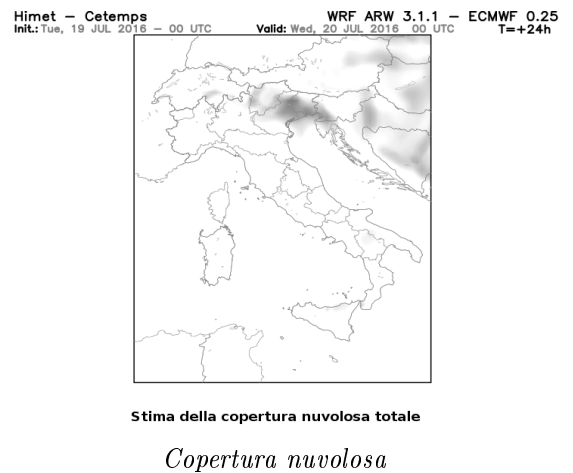 Himet – Cetemps WRF ARW 3.1.1 – ECMWF 0.25
Init.: Tue, 19 JUL 2016 – 00 UTC Valid: Wed, 20 JUL 2016 00 UTC T=+24h
Stima della copertura nuvolosa totale
Copertura nuvolosa